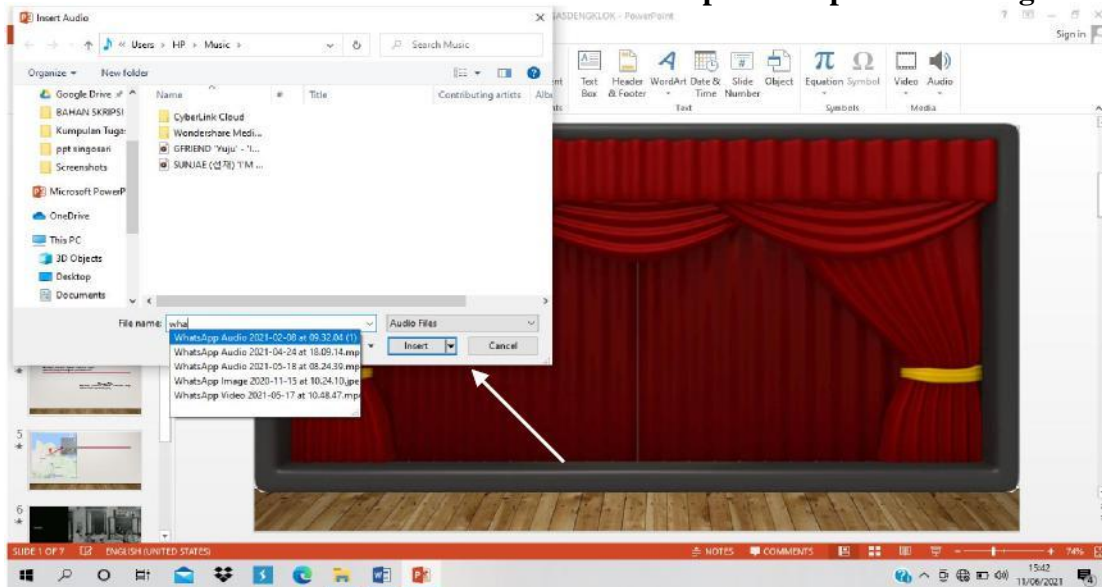 Insert Audio
GASDENGKLOK - PowerPoint
Sign in
Users > HP > Music >
Search Music
Organize
New folder
Text Box
Header & Footer
WordArt
Date & Time
Slide Number
Object
Equation
Symbol
Video
Audio
Text
Symbols
Media
Google Drive
BAHAN SKRIPSI
Kumpulan Tuga
ppt singosari
Screenshots
Microsoft PowerP
OneDrive
This PC
3D Objects
Desktop
Documents
Name
#
Title
Contributing artists
Alb
CyberLink Cloud
Wondershare Medi...
GFRIEND 'Yuju' - 'I...
SUNJAE (선재) 'I'M ...
File name:
wha
Audio Files
WhatsApp Audio 2021-02-08 at 09.32.04 (1)
WhatsApp Audio 2021-04-24 at 18.09.14.mp
WhatsApp Audio 2021-05-18 at 08.24.39.mp
WhatsApp Image 2020-11-15 at 10.24.10.jpe
WhatsApp Video 2021-05-17 at 10.48.47.mp
Insert
Cancel
5
6
SLIDE 1 OF 7
ENGLISH (UNITED STATES)
NOTES
COMMENTS
74%
15:42
11/06/2021